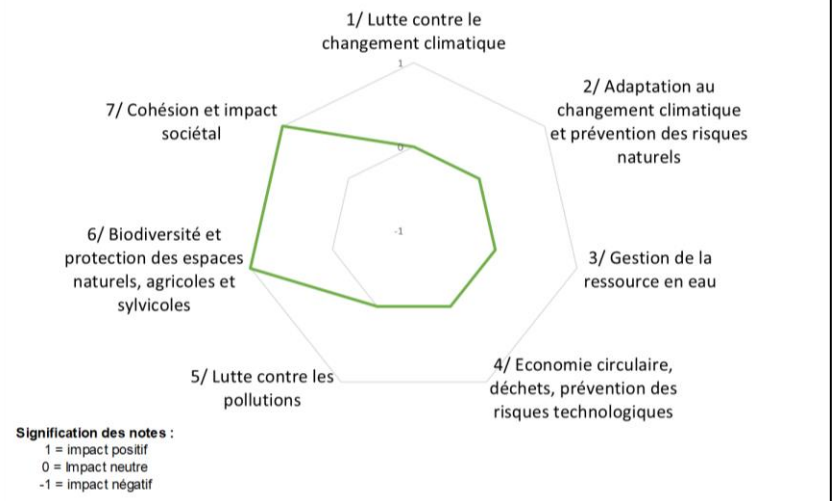 1/ Lutte contre le
changement climatique
1
2/ Adaptation au
changement climatique
et prévention des risques
naturels
7/ Cohésion et impact
sociétal
0
-1
6/ Biodiversité et
protection des espaces
naturels, agricoles et
sylvicoles
3/ Gestion de la
ressource en eau
5/ Lutte contre les
pollutions
4/ Economie circulaire,
déchets, prévention des
risques technologiques
Signification des notes :
1 = impact positif
0 = Impact neutre
-1 = impact négatif